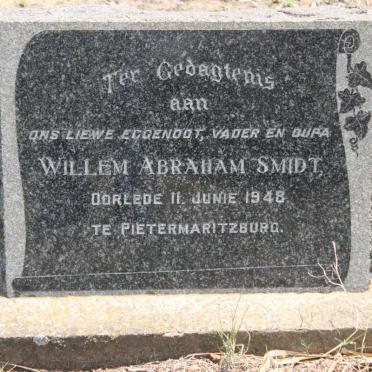 Ter Gedagtenis
aan
ONS LIEWE EGGENOOT, VADER EN OUPA
WILLEM ABRAHAM SMIDT,
OORLEDE 11. JUNIE 1948
TE PIETERMARITZBURG.